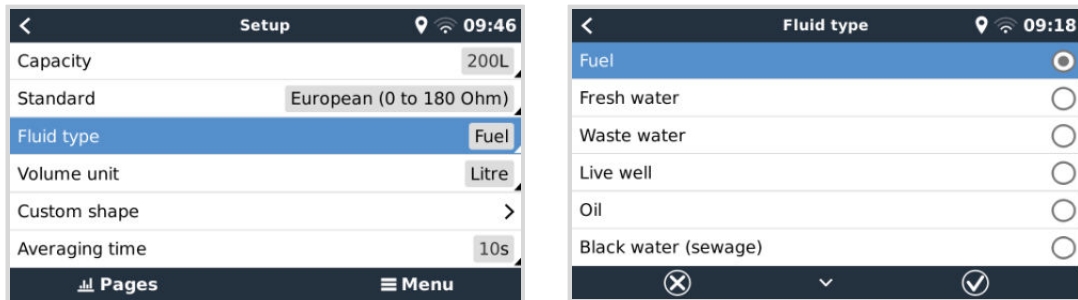 Setup 09:46
Capacity 200L
Standard European (0 to 180 Ohm)
Fluid type Fuel
Volume unit Litre
Custom shape
Averaging time 10s
Pages Menu
Fluid type 09:18
Fuel
Fresh water
Waste water
Live well
Oil
Black water (sewage)